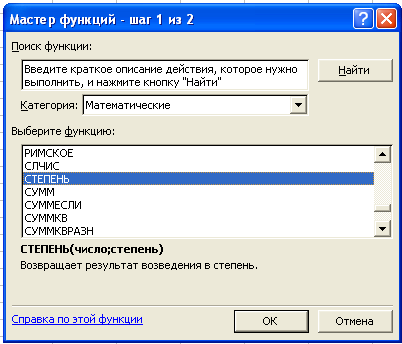 Мастер функций - шаг 1 из 2
Поиск функции:
Введите краткое описание действия, которое нужно
выполнить, и нажмите кнопку "Найти"
Найти
Категория: Математические
Выберите функцию:
РИМСКОЕ
СЛЧИС
СТЕПЕНЬ
СУММ
СУММЕСЛИ
СУММКВ
СУММКВРАЗН
СТЕПЕНЬ(число;степень)
Возвращает результат возведения в степень.
Справка по этой функции
ОК
Отмена